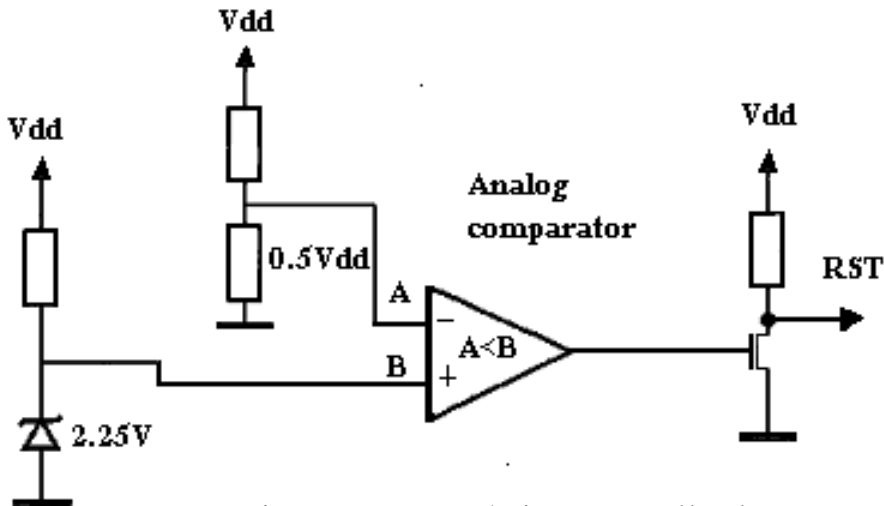 Vdd
Vdd
Vdd
Analog
comparator
0.5Vdd
RST
A
−
A<B
B
+
2.25V